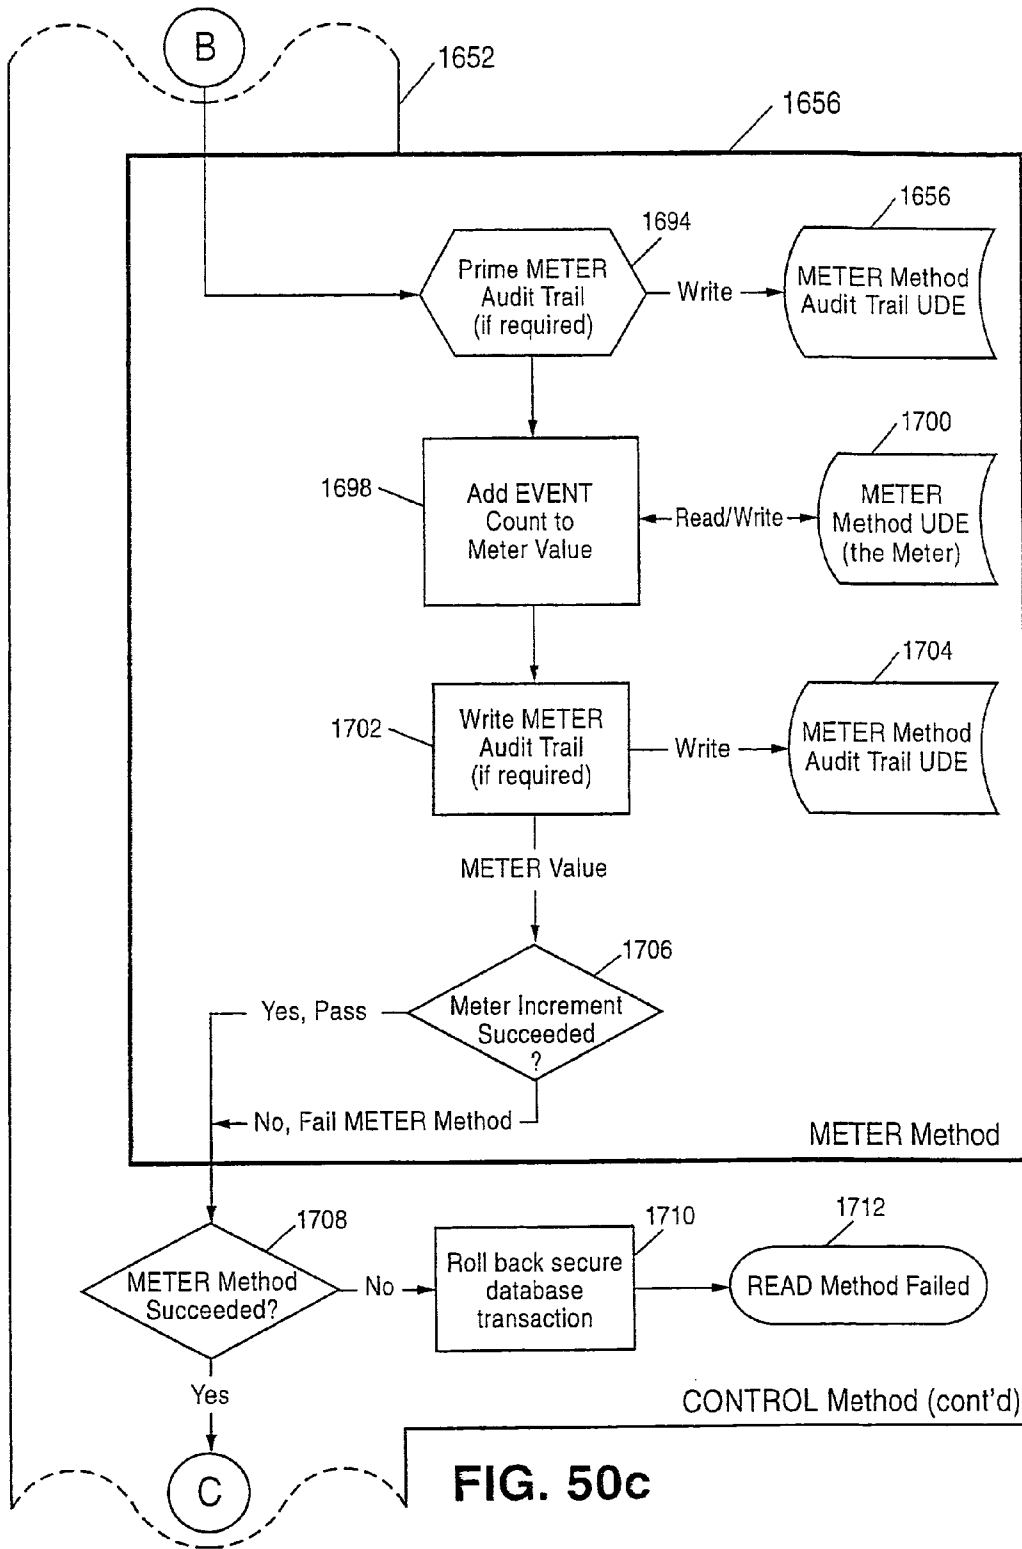 B
1652
1656
1656
1694
Prime METER
Audit Trail
(if required)
Write
METER Method
Audit Trail UDE
1700
1698
Add EVENT
Count to
Meter Value
Read/Write
METER
Method UDE
(the Meter)
1704
1702
Write METER
Audit Trail
(if required)
Write
METER Method
Audit Trail UDE
METER Value
1706
Yes, Pass
Meter Increment
Succeeded
?
No, Fail METER Method
METER Method
1708
METER Method
Succeeded?
No
1710
Roll back secure
database
transaction
1712
READ Method Failed
Yes
CONTROL Method (cont'd)
C
FIG. 50c